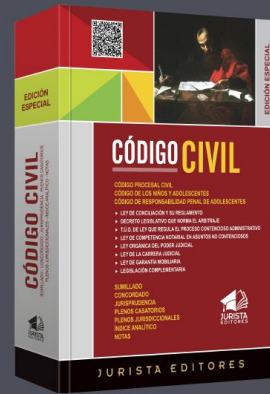 EDICIÓN
ESPECIAL
CÓDIGO CIVIL
JURISTA
EDITORES
EDICIÓN ESPECIAL
CÓDIGO CIVIL
CÓDIGO PROCESAL CIVIL
CÓDIGO DE LOS NIÑOS Y ADOLESCENTES
CÓDIGO DE RESPONSABILIDAD PENAL DE ADOLESCENTES
• LEY DE CONCILIACIÓN Y SU REGLAMENTO
• DECRETO LEGISLATIVO QUE NORMA EL ARBITRAJE
• T.U.O. DE LEY QUE REGULA EL PROCESO CONTENCIOSO ADMINISTRATIVO
• LEY DE COMPETENCIA NOTARIAL EN ASUNTOS NO CONTENCIOSOS
• LEY ORGÁNICA DEL PODER JUDICIAL
• LEY DE LA CARRERA JUDICIAL
• LEY DE GARANTÍA MOBILIARIA
• LEGISLACIÓN COMPLEMENTARIA
SUMILLADO
CONCORDADO
JURISPRUDENCIA
PLENOS CASATORIOS
PLENOS JURISDICCIONALES
ÍNDICE ANALÍTICO
NOTAS
JURISTA
EDITORES
JURISTA EDITORES